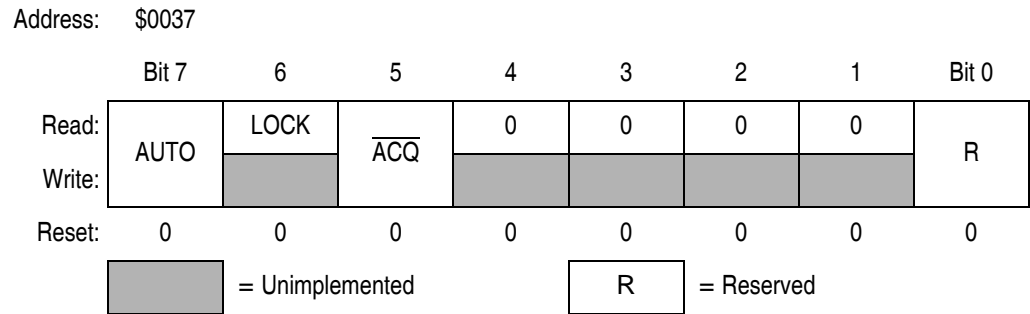 Address: $0037
Bit 7 6 5 4 3 2 1 Bit 0
Read: AUTO LOCK A̅C̅Q̅ 0 0 0 0 R
Write:
Reset: 0 0 0 0 0 0 0 0
= Unimplemented R = Reserved